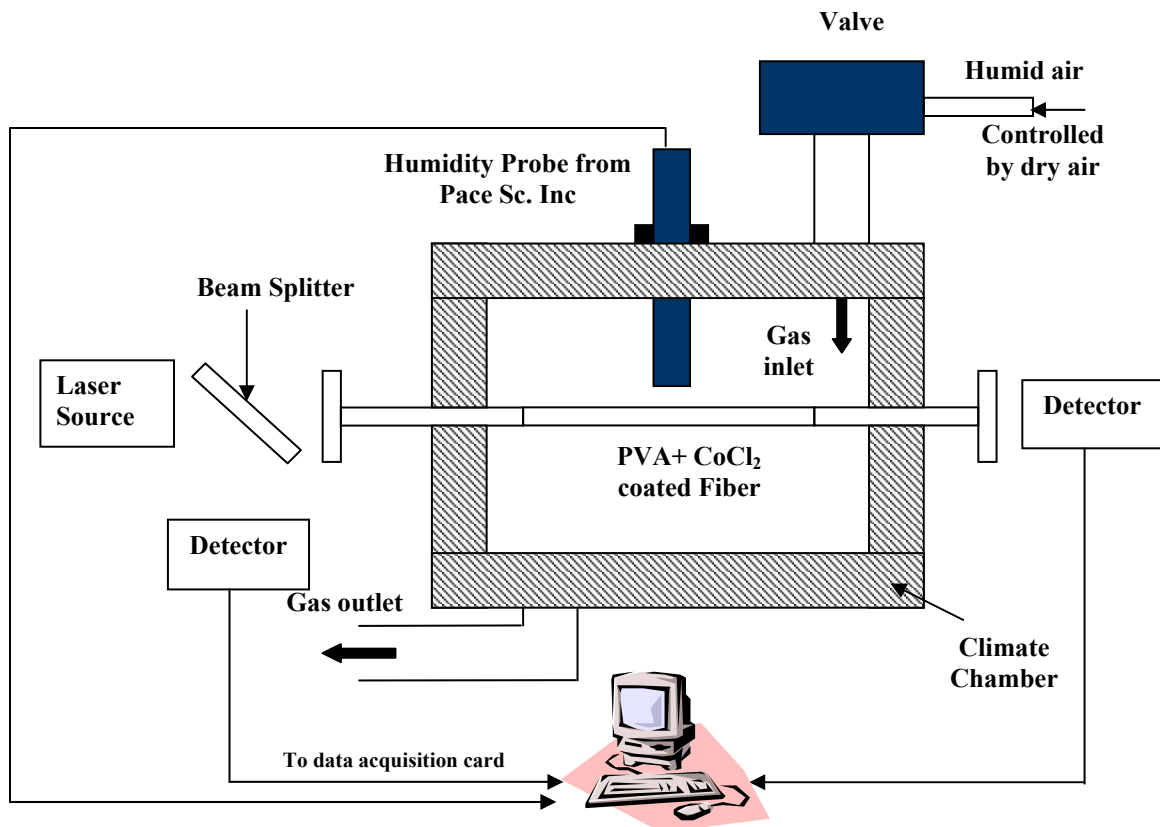 Valve
Humid air
Controlled
by dry air
Humidity Probe from
Pace Sc. Inc
Beam Splitter
Gas
inlet
Laser
Source
Detector
PVA+ CoCl₂
coated Fiber
Detector
Gas outlet
Climate
Chamber
To data acquisition card